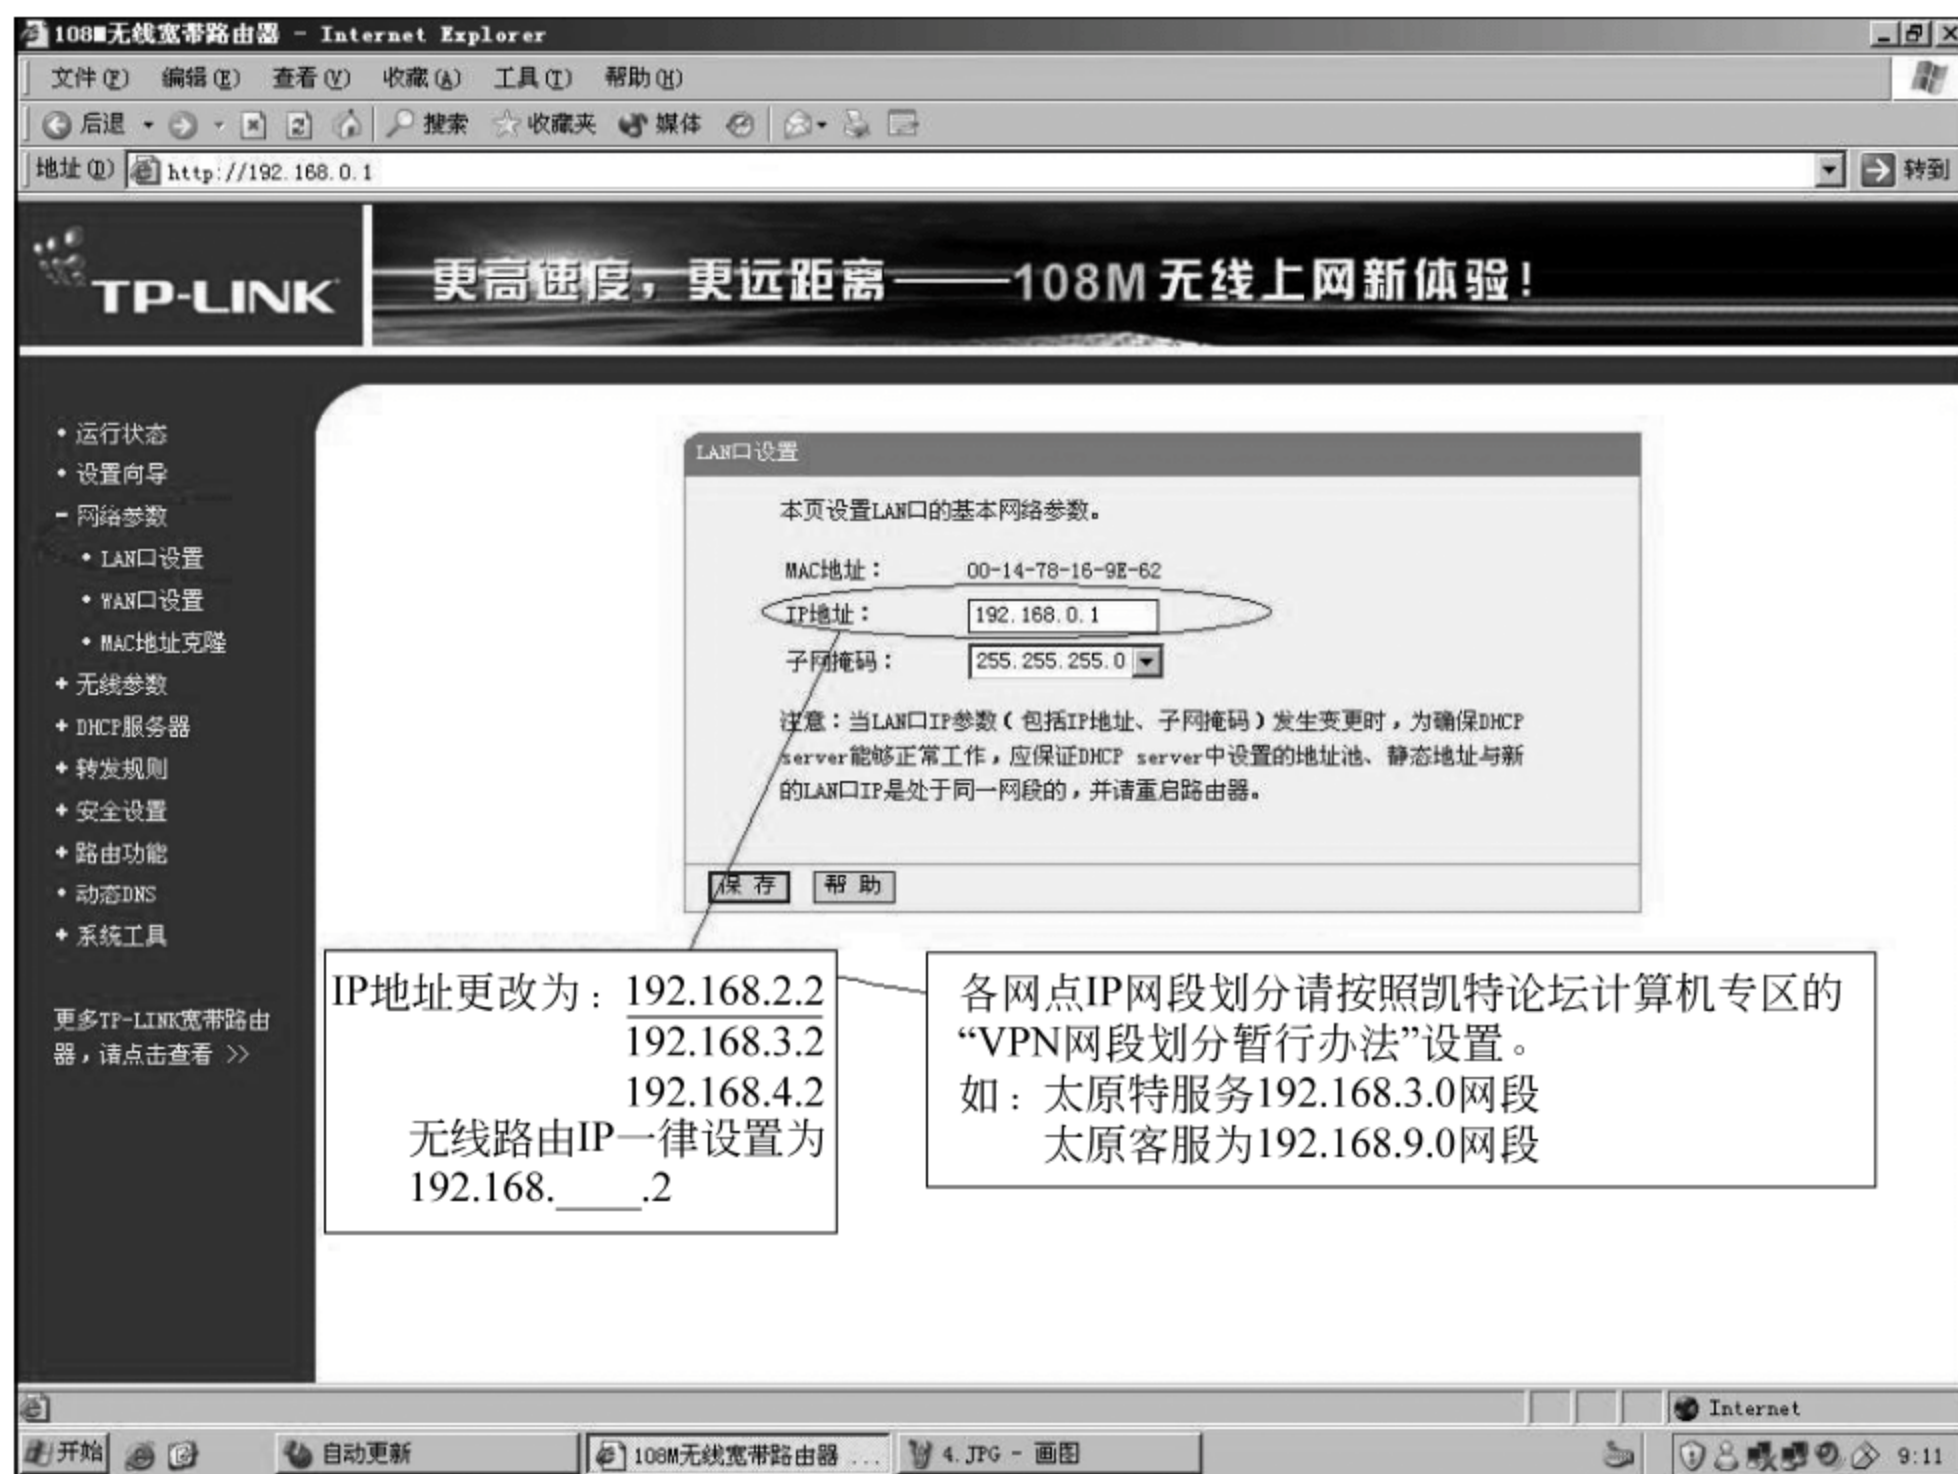 108M无线宽带路由器 - Internet Explorer
文件(F) 编辑(E) 查看(V) 收藏(A) 工具(T) 帮助(H)
后退 搜索 收藏夹 媒体
地址(D) http://192.168.0.1 转到
TP-LINK
更高速度，更远距离——108M无线上网新体验！
• 运行状态
• 设置向导
- 网络参数
• LAN口设置
• WAN口设置
• MAC地址克隆
+ 无线参数
+ DHCP服务器
+ 转发规则
+ 安全设置
+ 路由功能
• 动态DNS
+ 系统工具
更多TP-LINK宽带路由
器，请点击查看 >>
LAN口设置
本页设置LAN口的基本网络参数。
MAC地址： 00-14-78-16-9E-62
IP地址： 192.168.0.1
子网掩码： 255.255.255.0
注意：当LAN口IP参数（包括IP地址、子网掩码）发生变更时，为确保DHCP
server能够正常工作，应保证DHCP server中设置的地址池、静态地址与新
的LAN口IP是处于同一网段的，并请重启路由器。
保 存 帮 助
IP地址更改为：192.168.2.2
192.168.3.2
192.168.4.2
无线路由IP一律设置为
192.168.____.2
各网点IP网段划分请按照凯特论坛计算机专区的
“VPN网段划分暂行办法”设置。
如：太原特服务192.168.3.0网段
太原客服为192.168.9.0网段
Internet
开始 自动更新 108M无线宽带路由器 ... 4.JPG - 画图 9:11